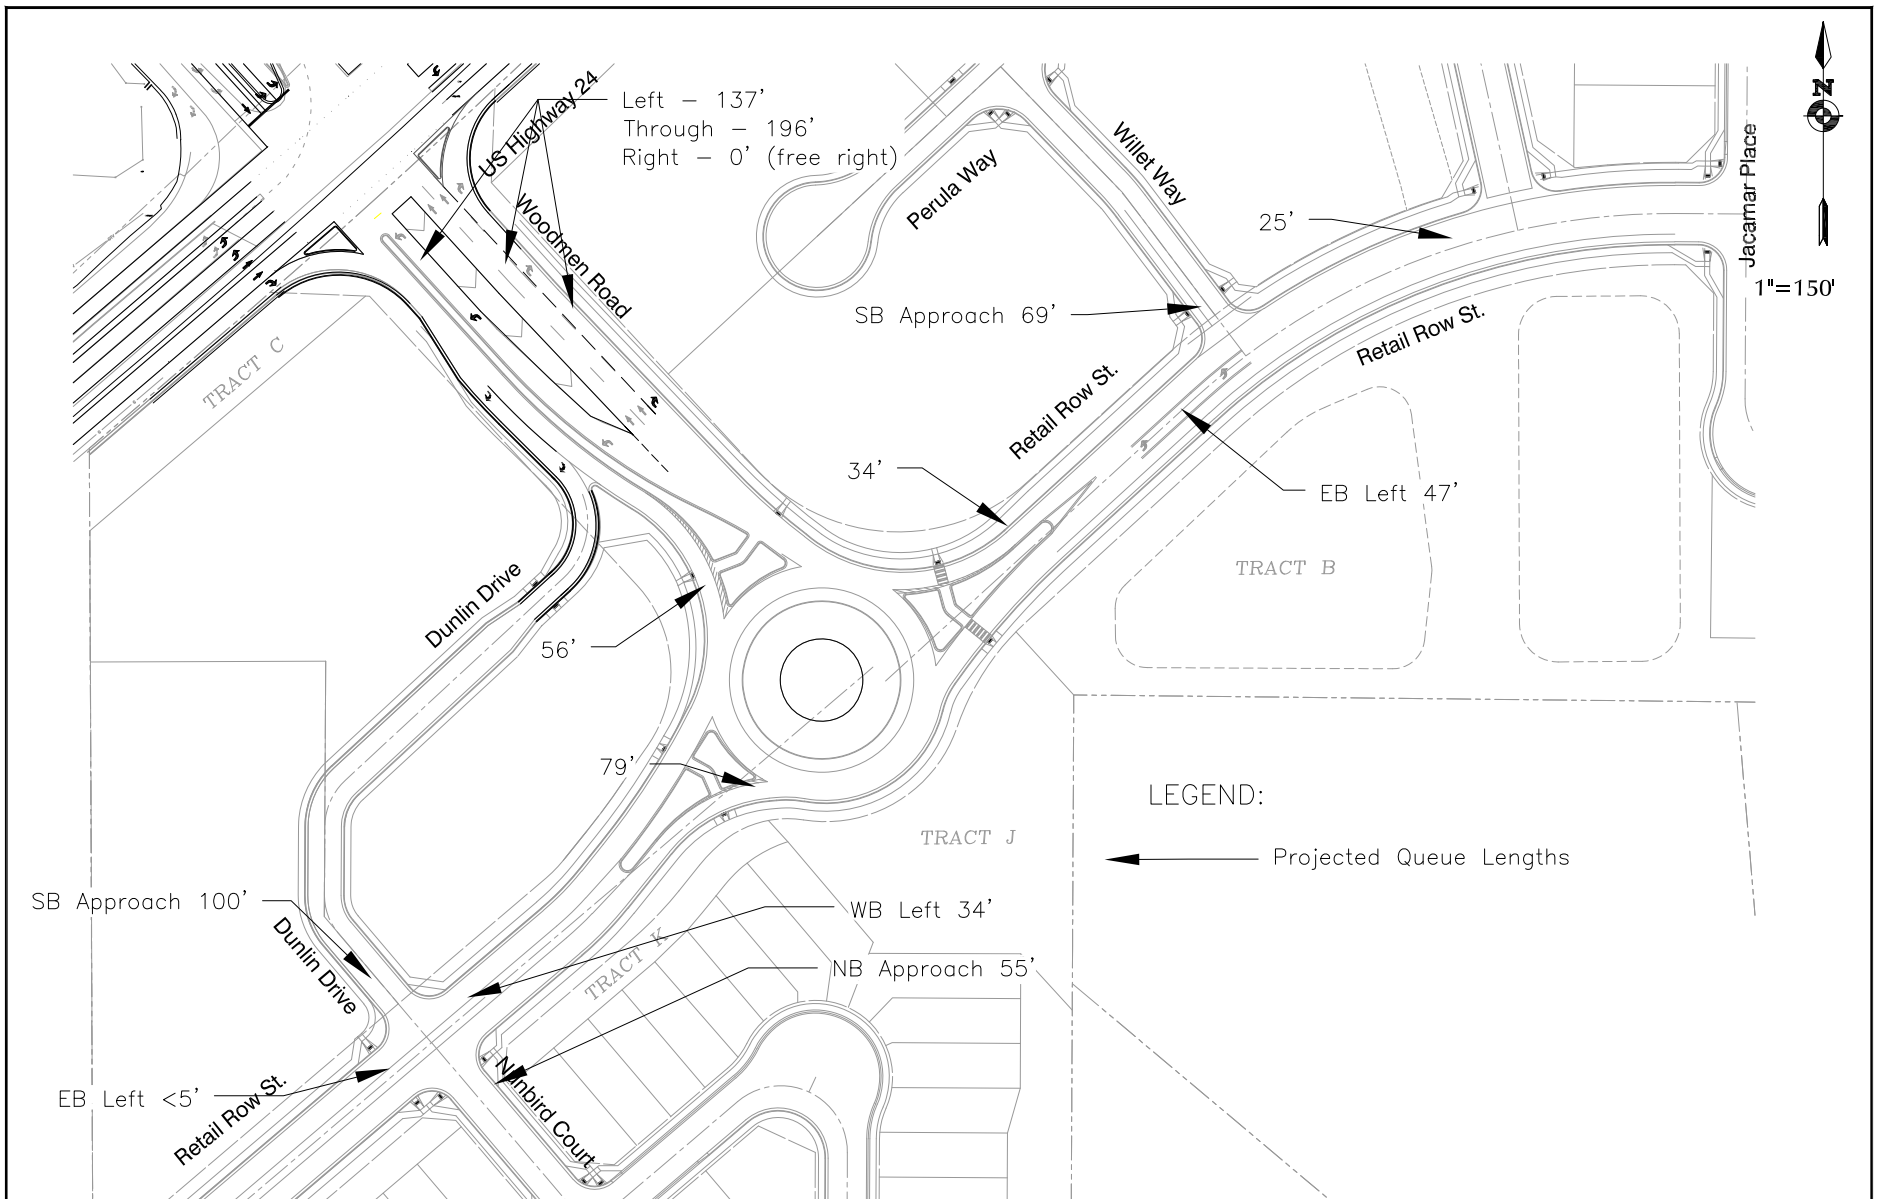 Left - 137'
Through - 196'
Right - 0' (free right)
US Highway 24
Woodmen Road
Perula Way
Willet Way
Jacamar Place
N
1"=150'
25'
SB Approach 69'
Retail Row St.
Retail Row St.
TRACT C
34'
EB Left 47'
TRACT B
Dunlin Drive
56'
79'
LEGEND:
Projected Queue Lengths
TRACT J
SB Approach 100'
WB Left 34'
Dunlin Drive
TRACT K
NB Approach 55'
EB Left <5'
Retail Row St.
Nunbird Court